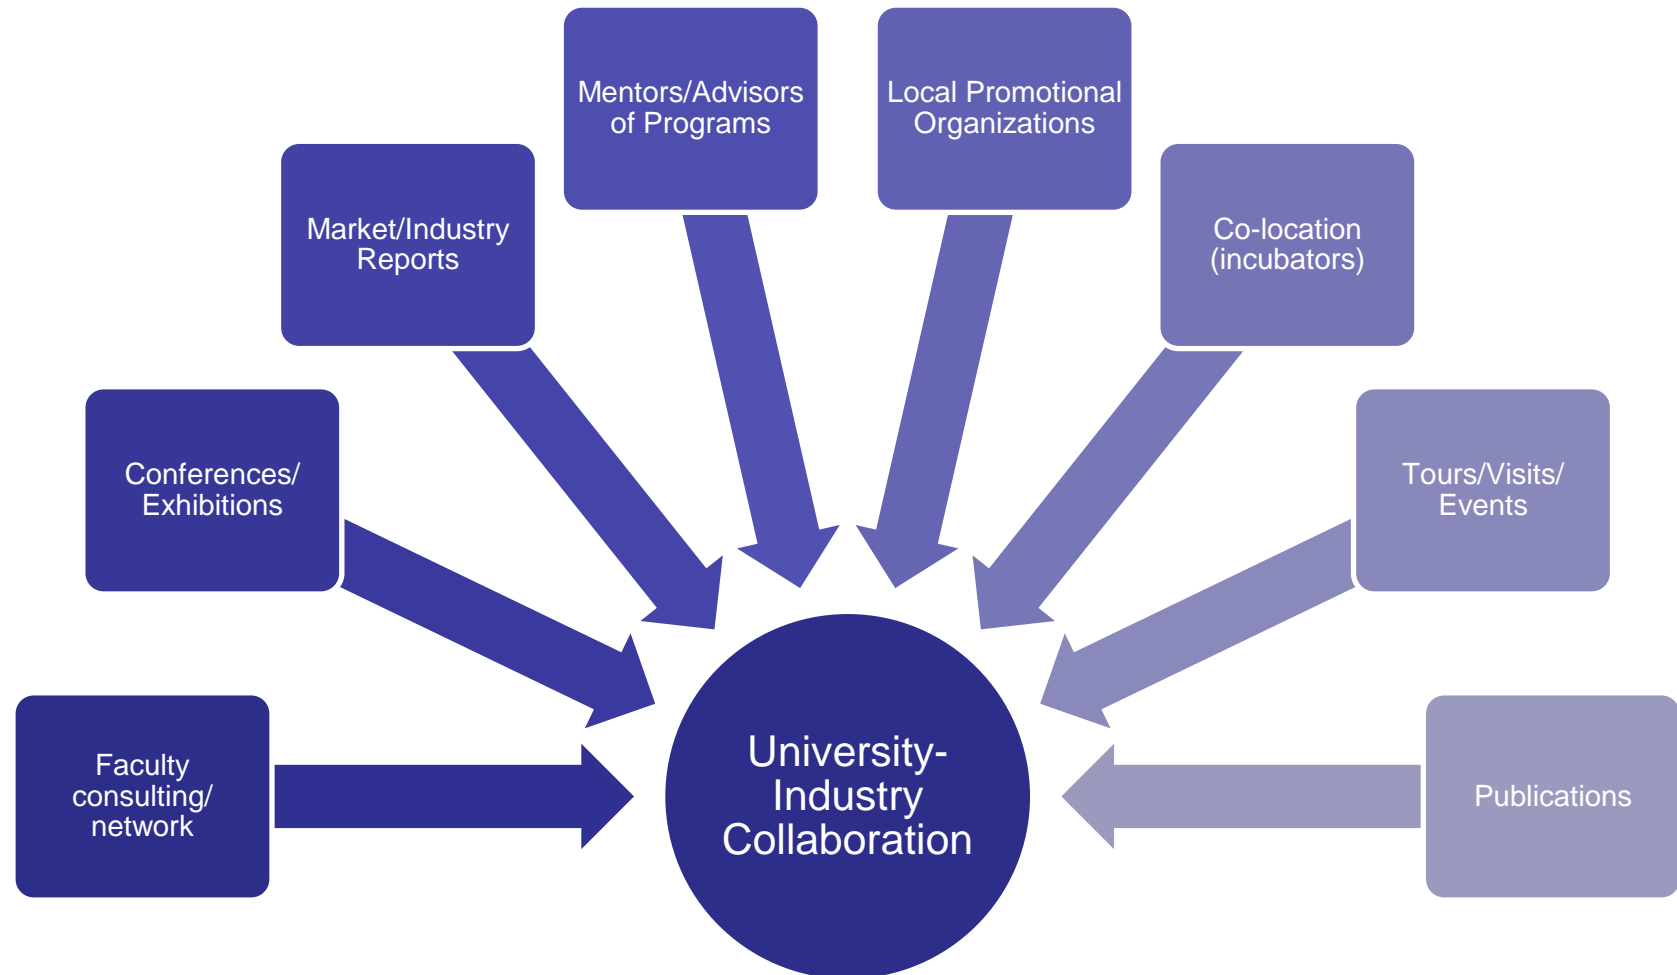 Mentors/Advisors
of Programs
Local Promotional
Organizations
Market/Industry
Reports
Co-location
(incubators)
Conferences/
Exhibitions
Tours/Visits/
Events
Faculty
consulting/
network
University-
Industry
Collaboration
Publications